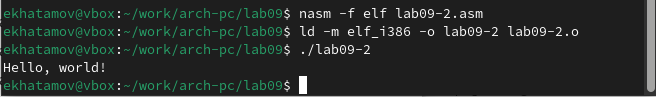 ekhatamov@vbox:~/work/arch-pc/lab09$ nasm -f elf lab09-2.asm
ekhatamov@vbox:~/work/arch-pc/lab09$ ld -m elf_i386 -o lab09-2 lab09-2.o
ekhatamov@vbox:~/work/arch-pc/lab09$ ./lab09-2
Hello, world!
ekhatamov@vbox:~/work/arch-pc/lab09$